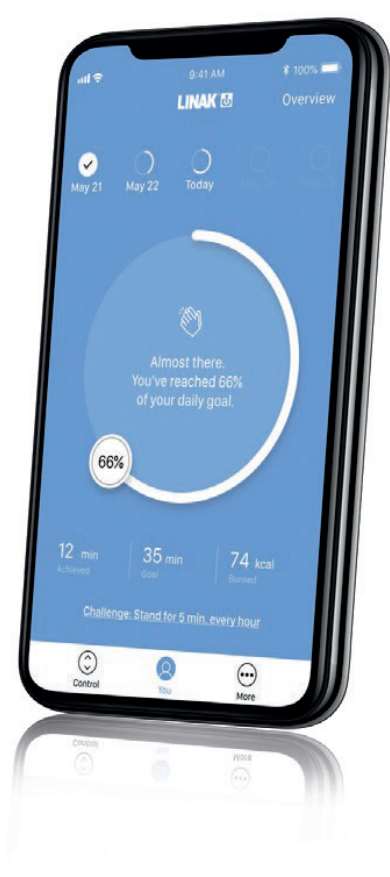 9:41 AM
100%
LINAK
Overview
May 21
May 22
Today
Almost there.
You've reached 66%
of your daily goal.
66%
12 min
Achieved
35 min
Goal
74 kcal
Burned
Challenge: Stand for 5 min. every hour
Control
You
More